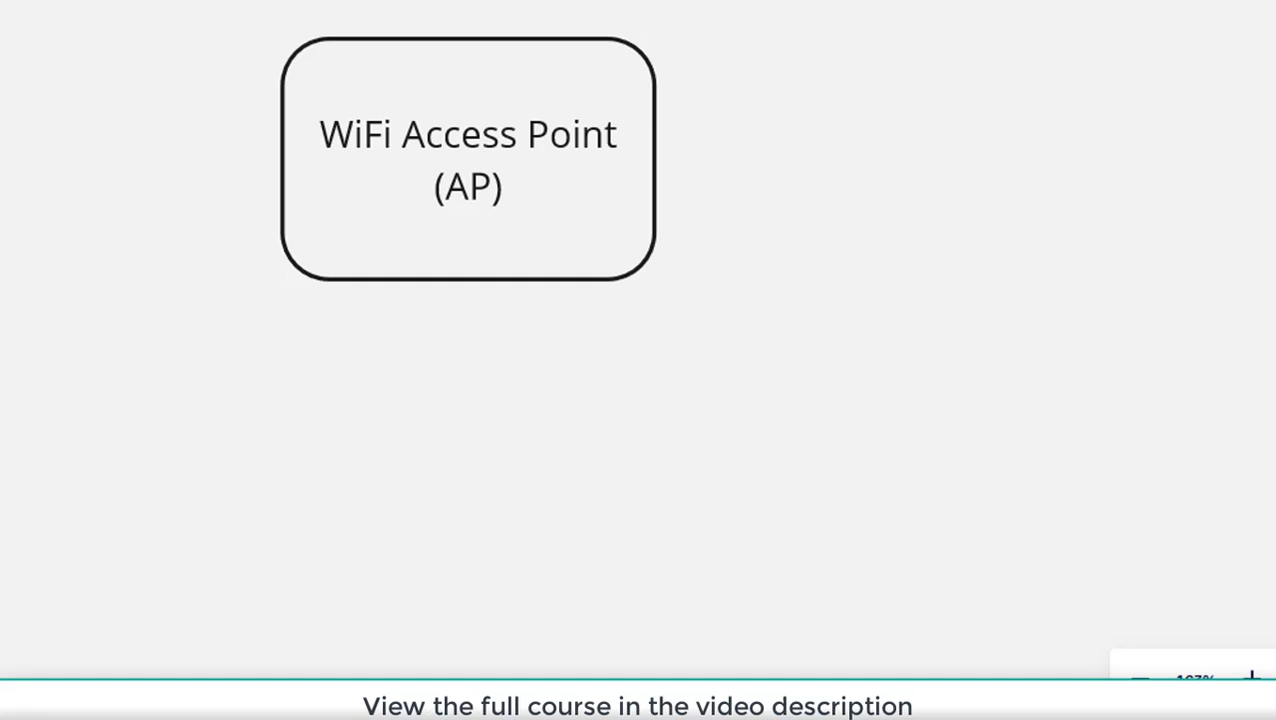 WiFi Access Point
(AP)
View the full course in the video description